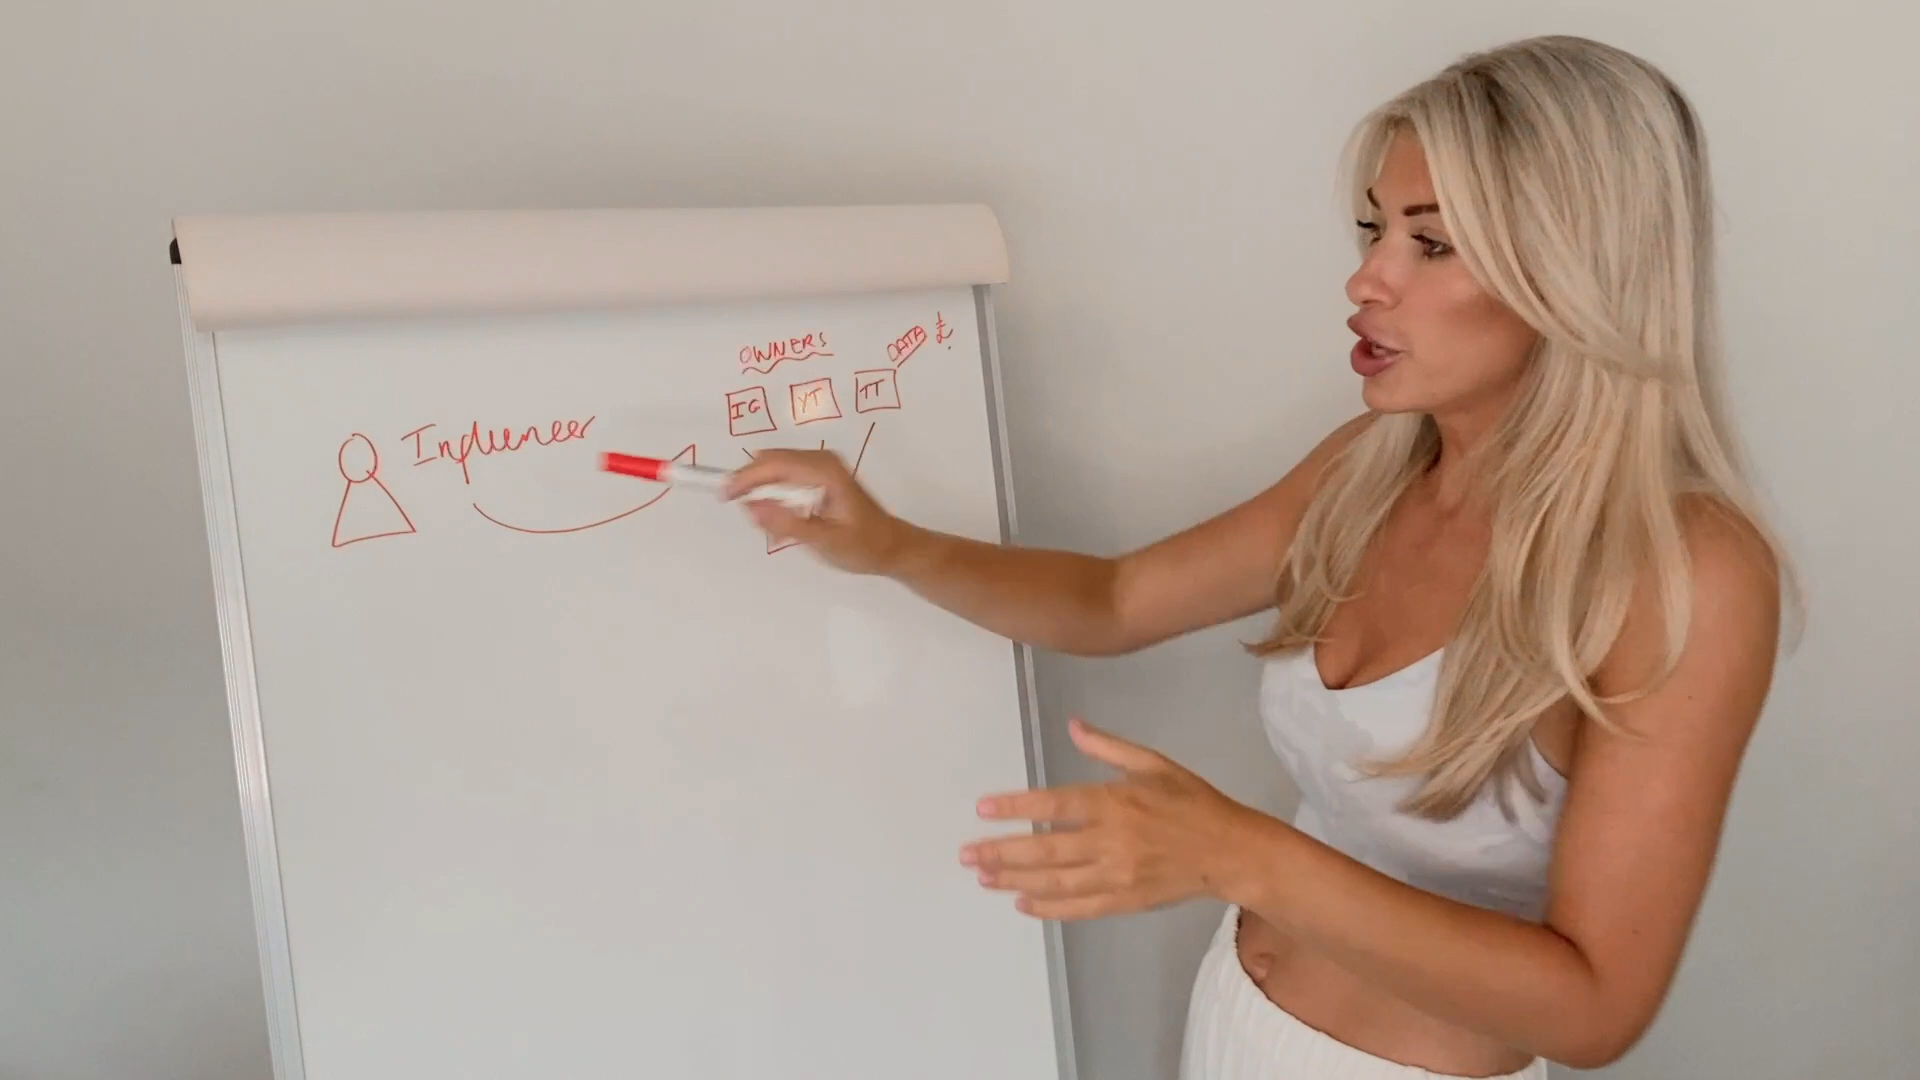 OWNERS
DATA £
IG YT TT
Influencer